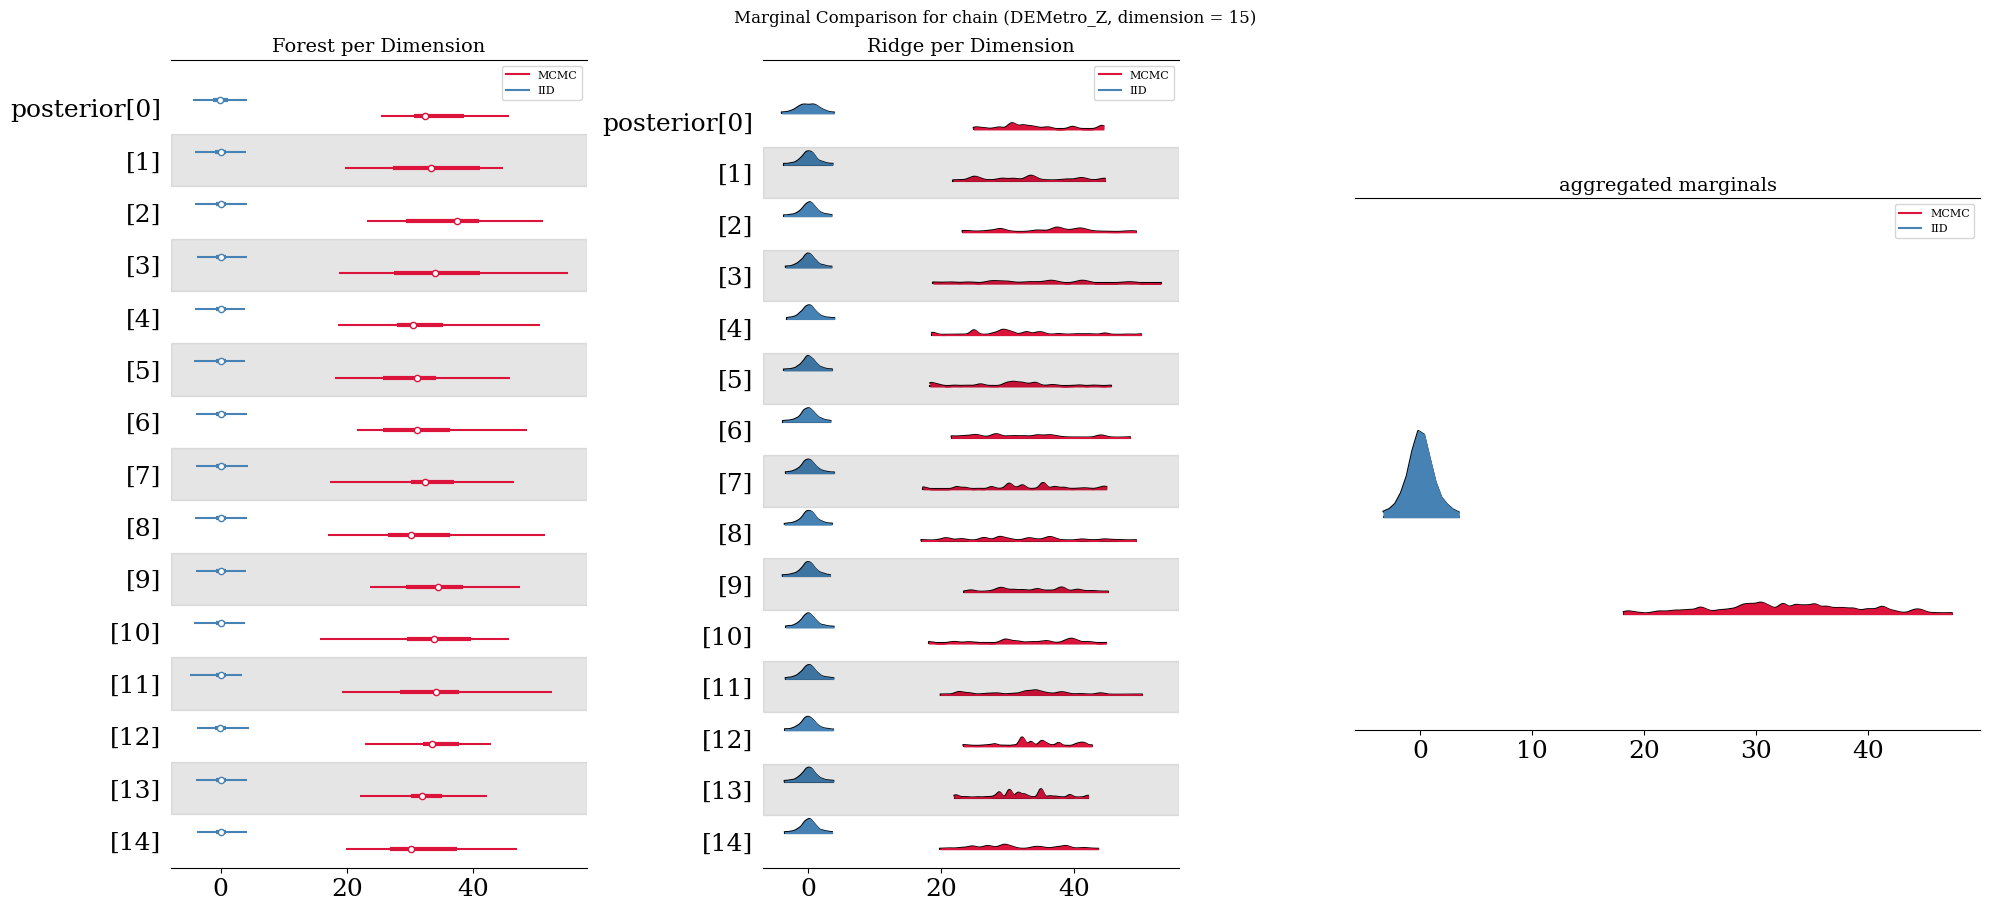 Marginal Comparison for chain (DEMetro_Z, dimension = 15)
Forest per Dimension
MCMC
IID
posterior[0]
[1]
[2]
[3]
[4]
[5]
[6]
[7]
[8]
[9]
[10]
[11]
[12]
[13]
[14]
0 20 40
Ridge per Dimension
MCMC
IID
posterior[0]
[1]
[2]
[3]
[4]
[5]
[6]
[7]
[8]
[9]
[10]
[11]
[12]
[13]
[14]
0 20 40
aggregated marginals
MCMC
IID
0 10 20 30 40